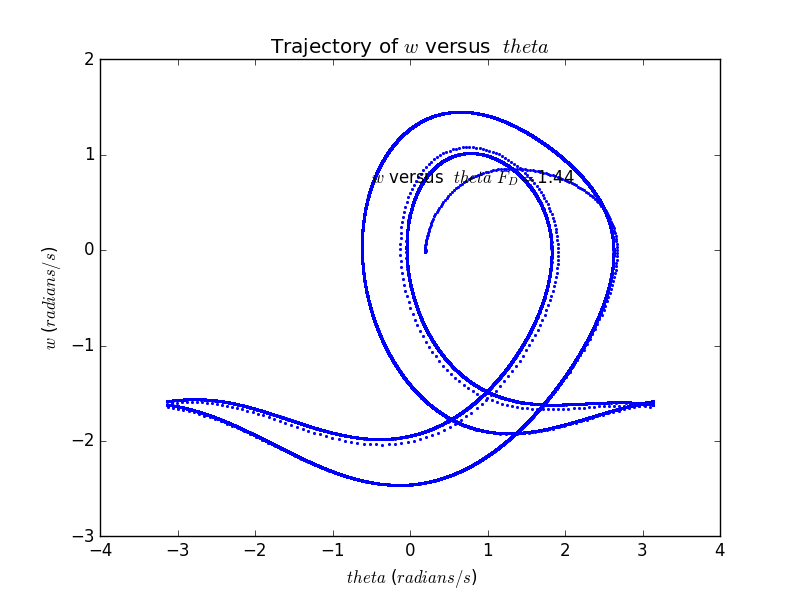 Trajectory of w versus theta
2
1
w versus theta F_D = 1.44
0
w (radians/s)
−1
−2
−3
−4 −3 −2 −1 0 1 2 3 4
theta (radians/s)